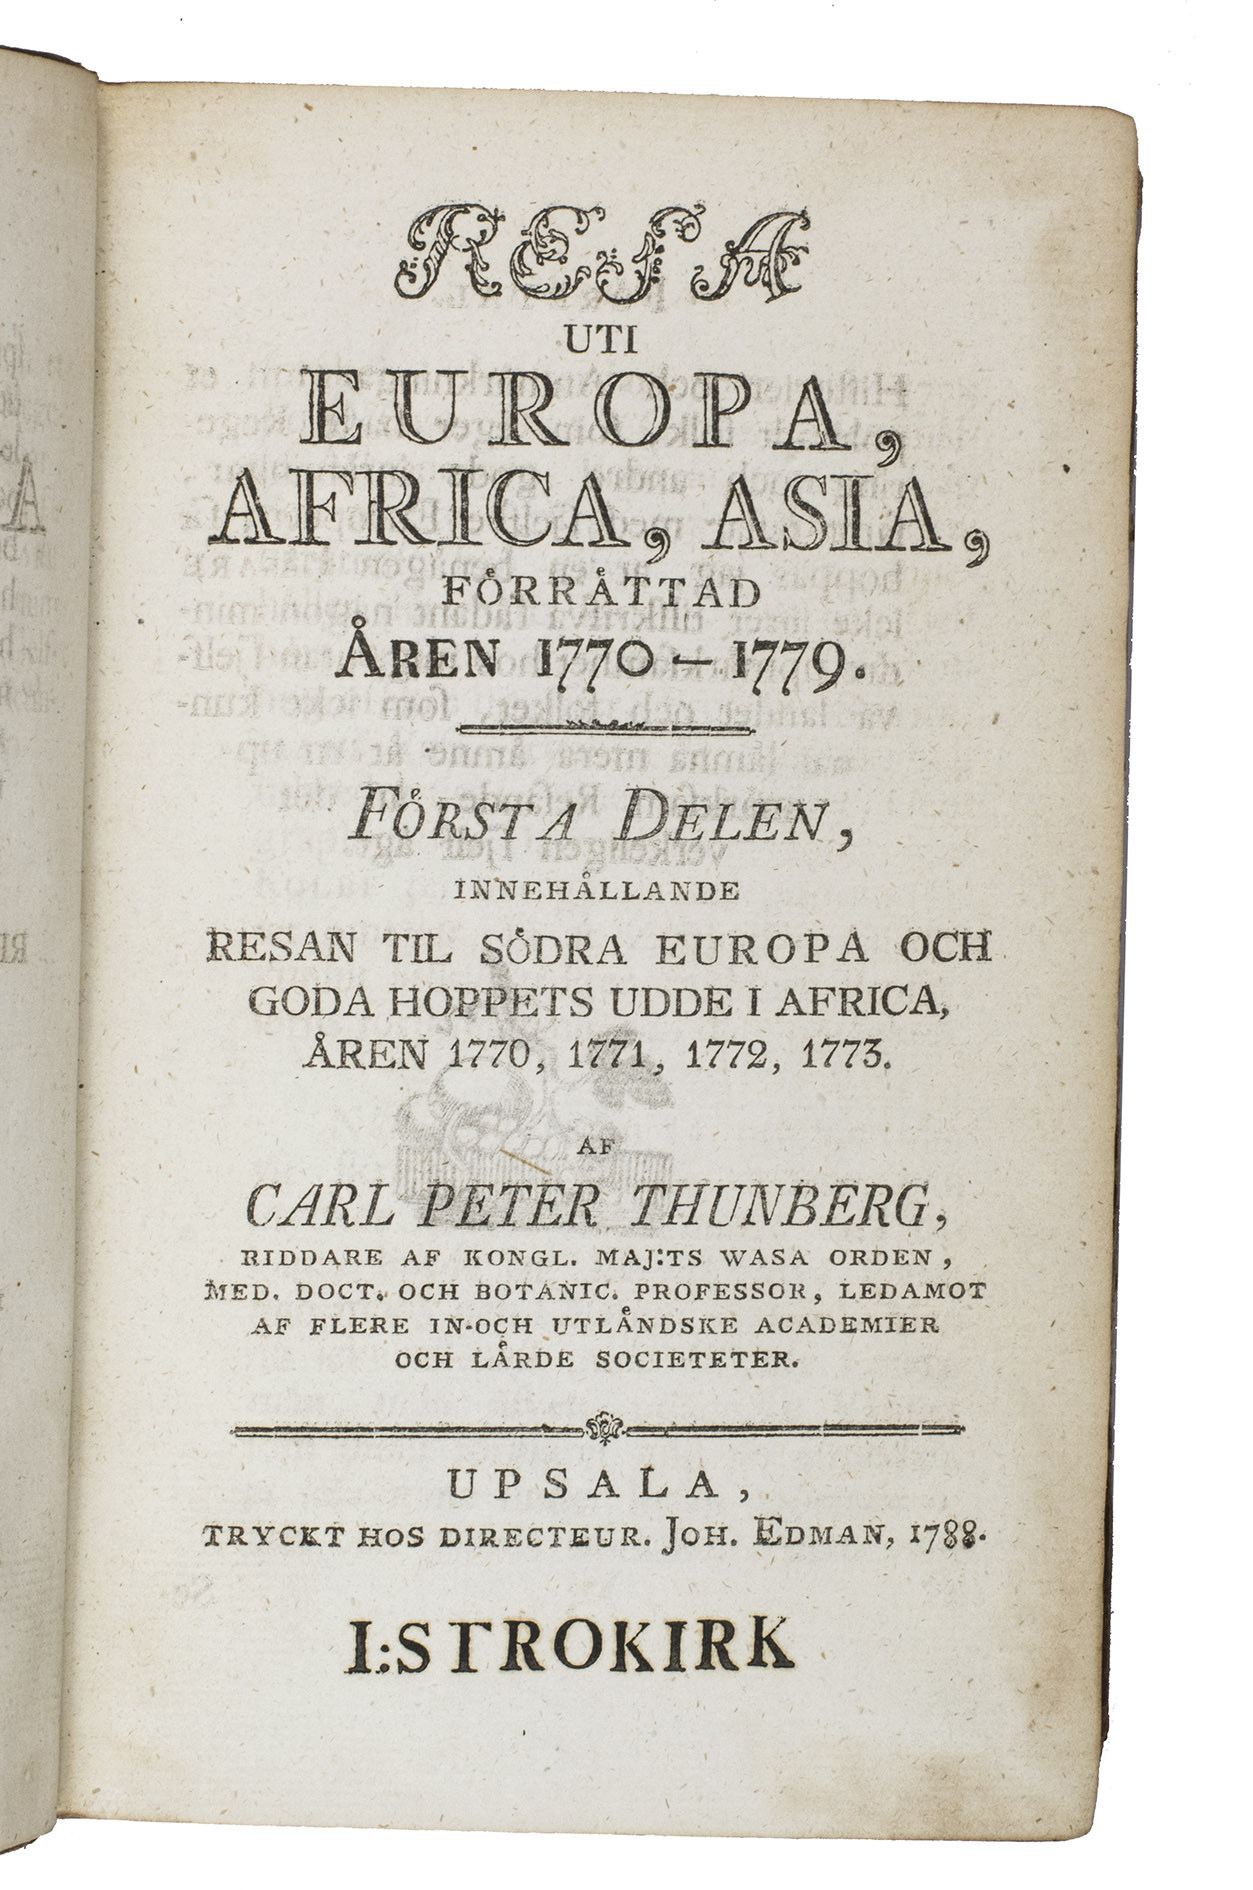 RESA
UTI
EUROPA,
AFRICA, ASIA,
FÖRRÅTTAD
ÅREN 1770 — 1779.
FÖRSTA DELEN,
INNEHÅLLANDE
RESAN TIL SÖDRA EUROPA OCH
GODA HOPPETS UDDE I AFRICA,
ÅREN 1770, 1771, 1772, 1773.
AF
CARL PETER THUNBERG,
RIDDARE AF KONGL. MAJ:TS WASA ORDEN,
MED. DOCT. OCH BOTANIC. PROFESSOR, LEDAMOT
AF FLERE IN-OCH UTLÅNDSKE ACADEMIER
OCH LÅRDE SOCIETETER.
UPSALA,
TRYCKT HOS DIRECTEUR. JOH. EDMAN, 1788.
I:STROKIRK